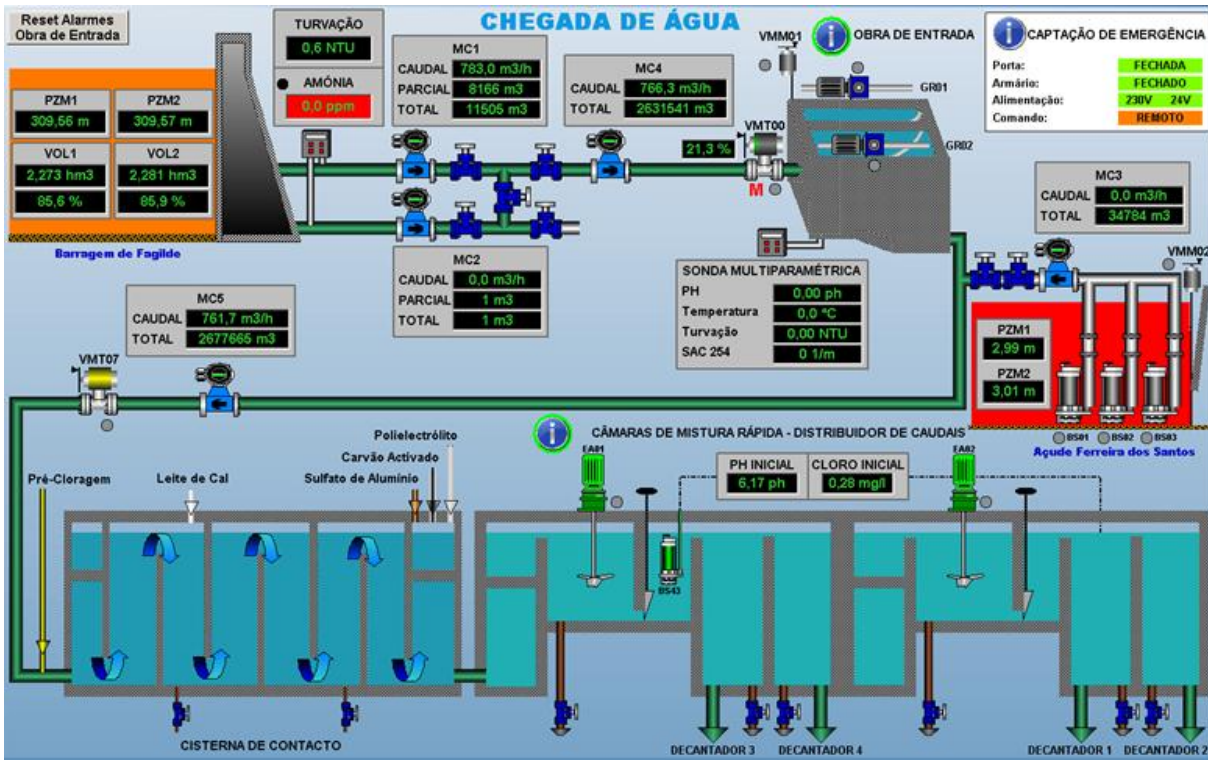 Reset Alarmes
Obra de Entrada
CHEGADA DE ÁGUA
TURVAÇÃO
0,6 NTU
AMÓNIA
0,0 ppm
PZM1
309,56 m
PZM2
309,57 m
VOL1
2,273 hm3
85,6 %
VOL2
2,281 hm3
85,9 %
Barragem de Fagilde
MC1
CAUDAL 783,0 m3/h
PARCIAL 8166 m3
TOTAL 11505 m3
MC4
CAUDAL 766,3 m3/h
TOTAL 2631541 m3
VMM01
OBRA DE ENTRADA
GR01
GR02
VMT00
21,3 %
M
CAPTAÇÃO DE EMERGÊNCIA
Porta: FECHADA
Armário: FECHADO
Alimentação: 230V 24V
Comando: REMOTO
MC3
CAUDAL 0,0 m3/h
TOTAL 34784 m3
VMM02
MC2
CAUDAL 0,0 m3/h
PARCIAL 1 m3
TOTAL 1 m3
SONDA MULTIPARAMÉTRICA
PH 0,00 ph
Temperatura 0,0 ºC
Turvação 0,00 NTU
SAC 254 0 1/m
MC5
CAUDAL 761,7 m3/h
TOTAL 2677665 m3
VMT07
PZM1
2,99 m
PZM2
3,01 m
BS01 BS02 BS03
Açude Ferreira dos Santos
CÂMARAS DE MISTURA RÁPIDA - DISTRIBUIDOR DE CAUDAIS
Polielectrólito
Carvão Activado
Sulfato de Alumínio
Leite de Cal
Pré-Cloragem
EA01
PH INICIAL
6,17 ph
CLORO INICIAL
0,28 mg/l
EA02
BS43
CISTERNA DE CONTACTO
DECANTADOR 3
DECANTADOR 4
DECANTADOR 1
DECANTADOR 2